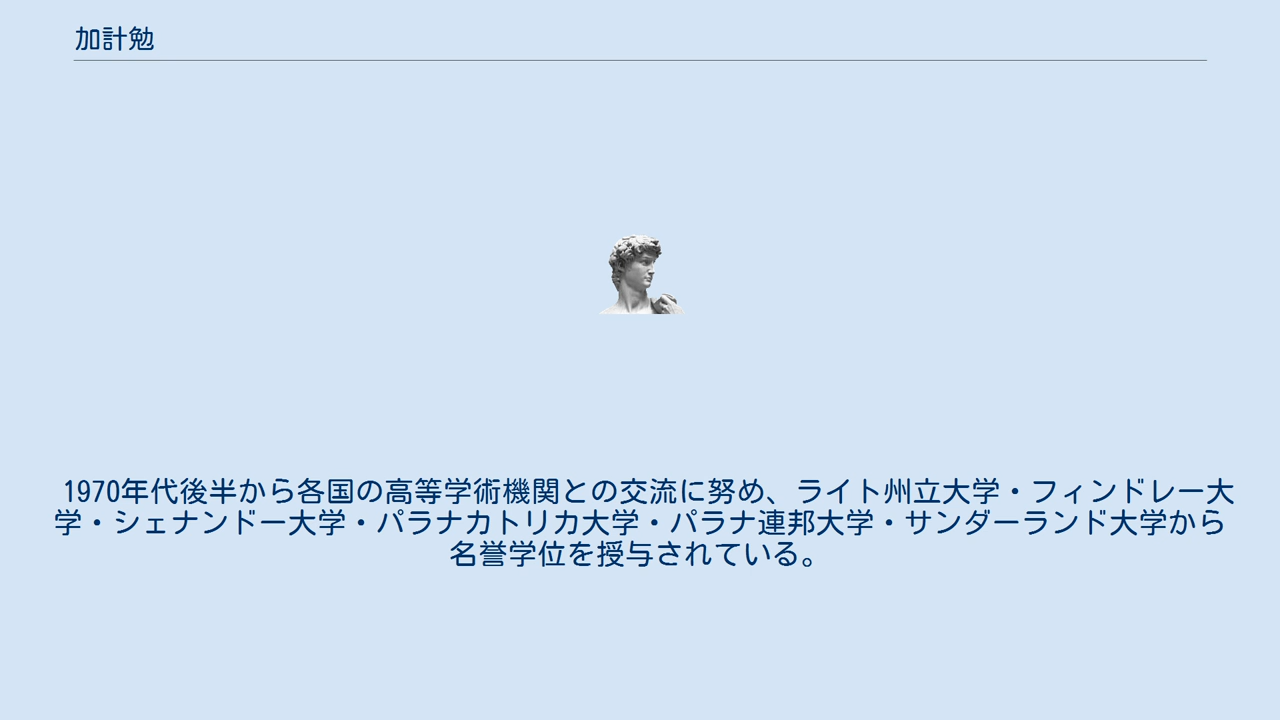 加計勉
1970年代後半から各国の高等学術機関との交流に努め、ライト州立大学・フィンドレー大
学・シェナンドー大学・パラナカトリカ大学・パラナ連邦大学・サンダーランド大学から
名誉学位を授与されている。